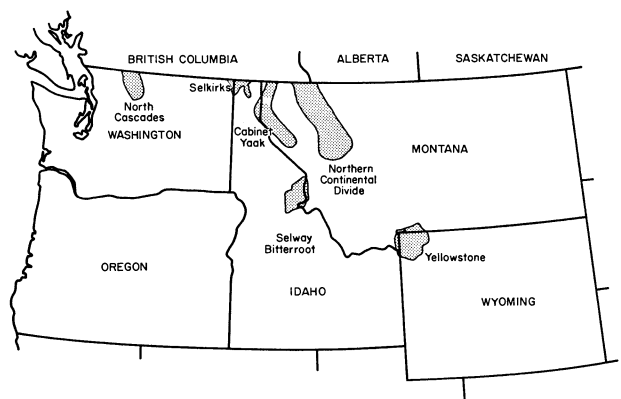 BRITISH COLUMBIA
ALBERTA
SASKATCHEWAN
Selkirks
North
Cascades
WASHINGTON
Cabinet
Yaak
MONTANA
Northern
Continental
Divide
Selway
Bitterroot
OREGON
Yellowstone
IDAHO
WYOMING